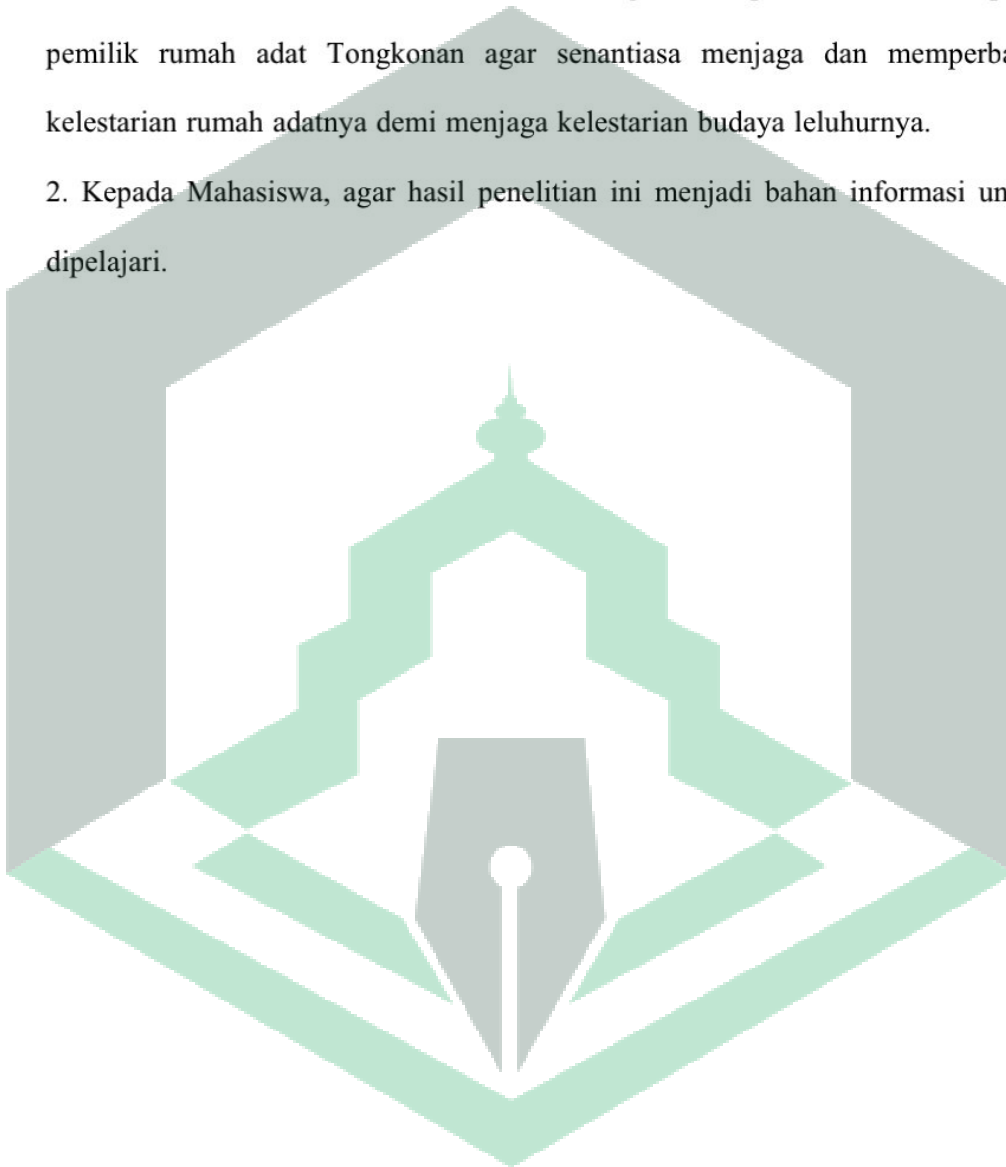 pemilik rumah adat Tongkonan agar senantiasa menjaga dan
kelestarian rumah adatnya demi menjaga kelestarian budaya leluhurnya.
2. Kepada Mahasiswa, agar hasil penelitian ini menjadi bahan informasi
dipelajari.